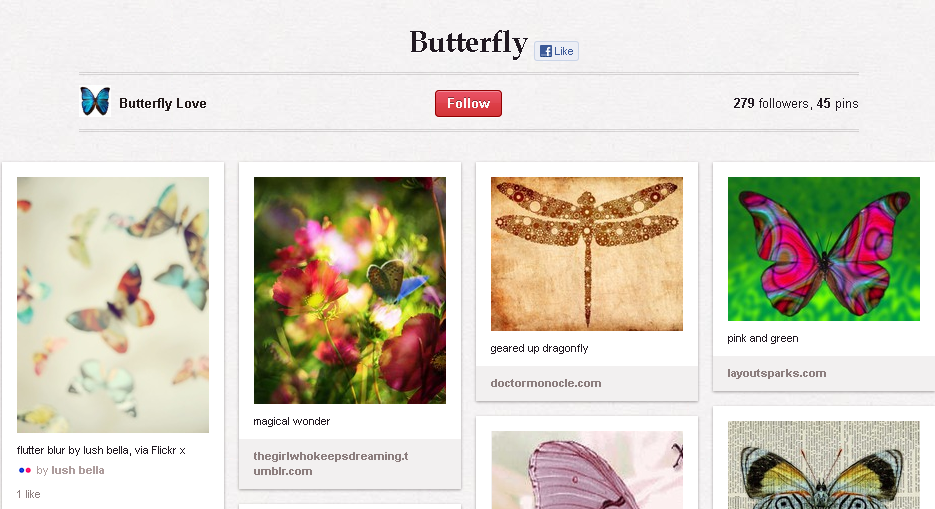 Butterfly
Like
Butterfly Love
Follow
279 followers, 45 pins
flutter blur by lush bella, via Flickr x
by lush bella
1 like
magical wonder
thegirlwhokeepsdreaming.t
umblr.com
geared up dragonfly
doctormonocle.com
pink and green
layoutsparks.com